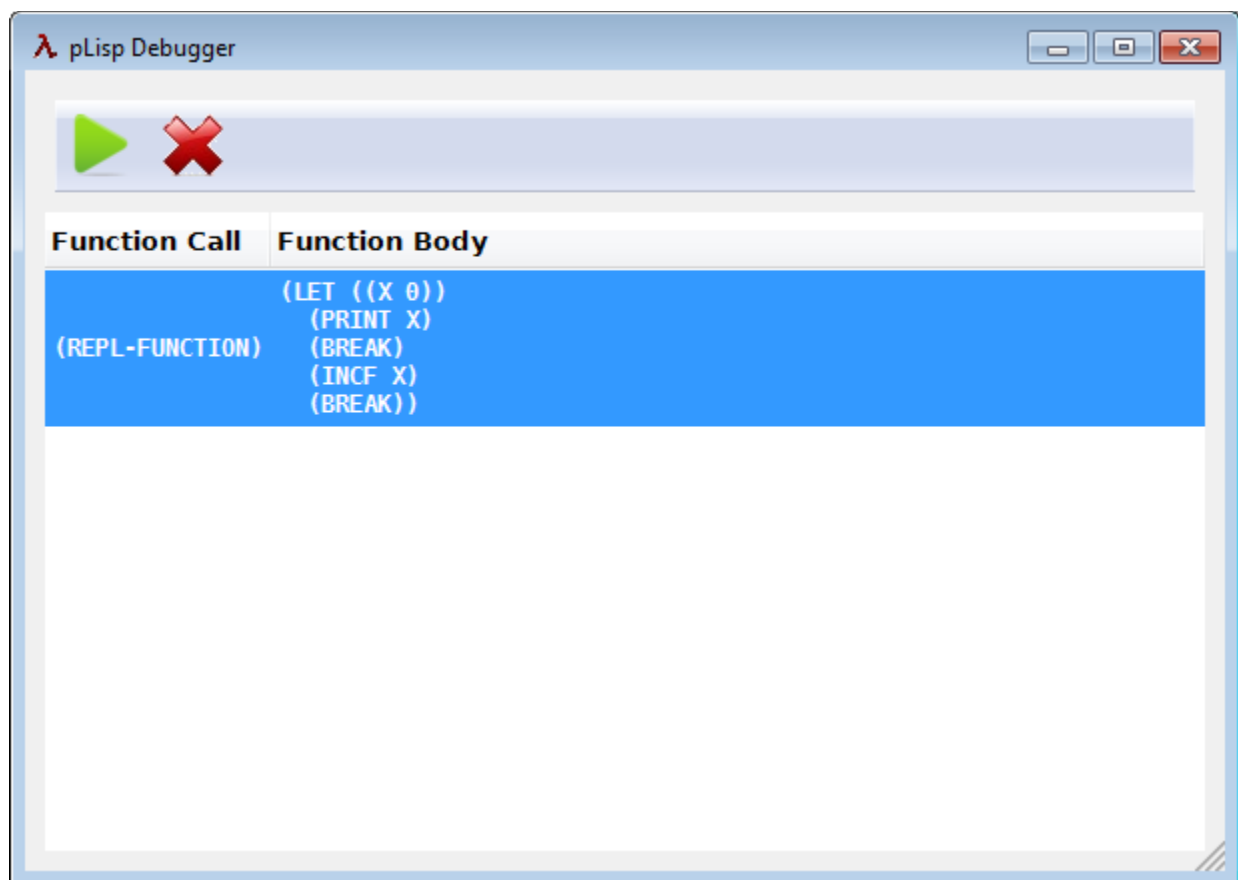 λ pLisp Debugger
Function Call Function Body
(LET ((X 0))
(PRINT X)
(REPL-FUNCTION) (BREAK)
(INCF X)
(BREAK))